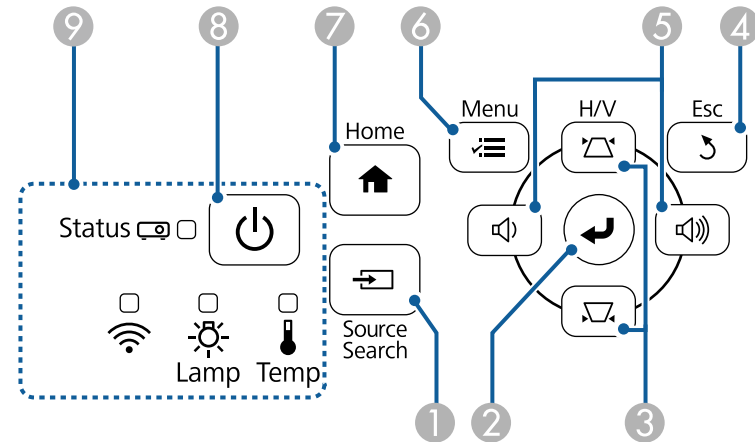 9
8
7
6
5
4
Menu
H/V
Esc
Home
Status
Source
Search
Lamp
Temp
1
2
3